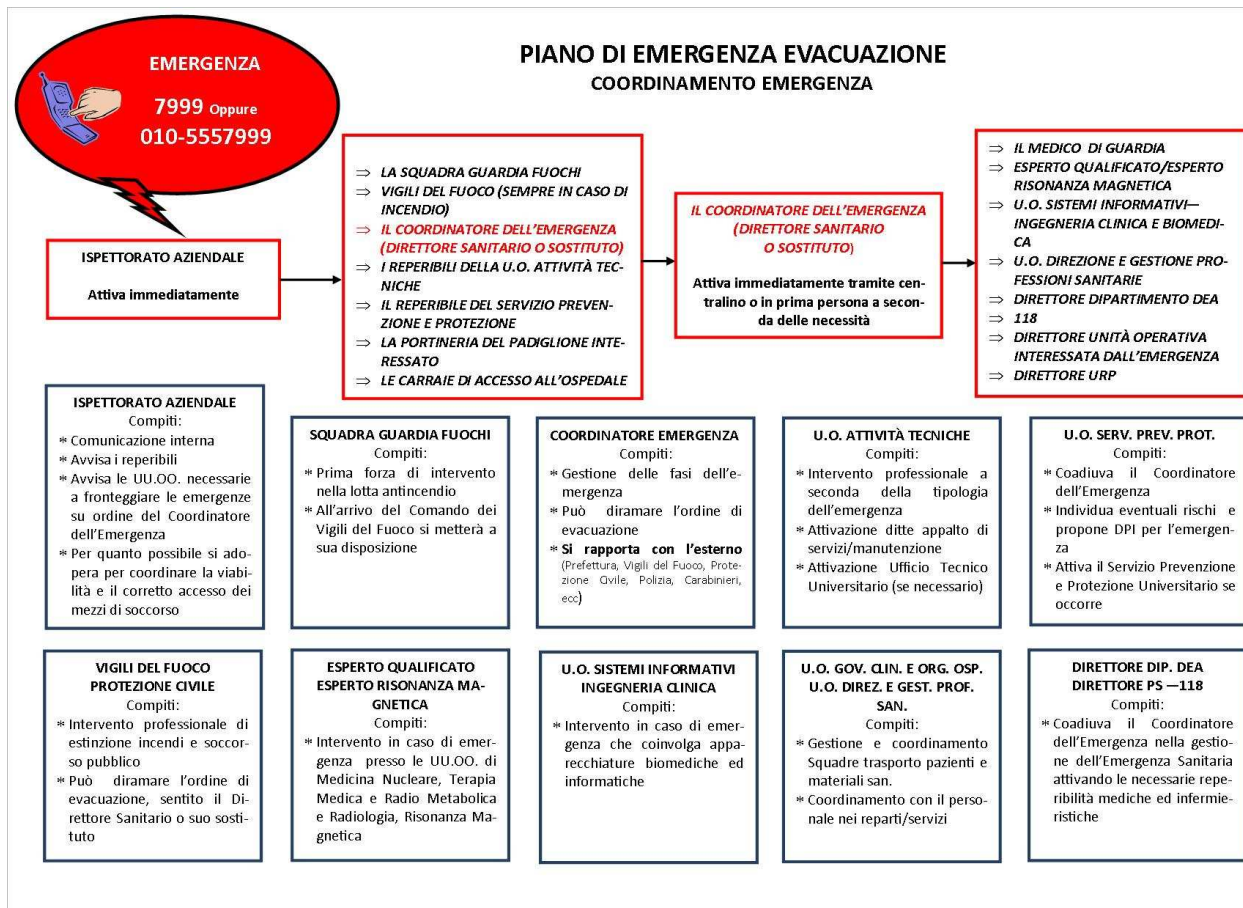 EMERGENZA
7999 Oppure
010-5557999
PIANO DI EMERGENZA EVACUAZIONE
COORDINAMENTO EMERGENZA
ISPETTORATO AZIENDALE
Attiva immediatamente
⇒ LA SQUADRA GUARDIA FUOCHI
⇒ VIGILI DEL FUOCO (SEMPRE IN CASO DI
INCENDIO)
⇒ IL COORDINATORE DELL'EMERGENZA
(DIRETTORE SANITARIO O SOSTITUTO)
⇒ I REPERIBILI DELLA U.O. ATTIVITÀ TEC-
NICHE
⇒ IL REPERIBILE DEL SERVIZIO PREVEN-
ZIONE E PROTEZIONE
⇒ LA PORTINERIA DEL PADIGLIONE INTE-
RESSATO
⇒ LE CARRAIE DI ACCESSO ALL'OSPEDALE
IL COORDINATORE DELL'EMERGENZA
(DIRETTORE SANITARIO
O SOSTITUTO)
Attiva immediatamente tramite cen-
tralino o in prima persona a secon-
da delle necessità
⇒ IL MEDICO DI GUARDIA
⇒ ESPERTO QUALIFICATO/ESPERTO
RISONANZA MAGNETICA
⇒ U.O. SISTEMI INFORMATIVI—
INGEGNERIA CLINICA E BIOMEDI-
CA
⇒ U.O. DIREZIONE E GESTIONE PRO-
FESSIONI SANITARIE
⇒ DIRETTORE DIPARTIMENTO DEA
⇒ 118
⇒ DIRETTORE UNITÀ OPERATIVA
INTERESSATA DALL'EMERGENZA
⇒ DIRETTORE URP
ISPETTORATO AZIENDALE
Compiti:
* Comunicazione interna
* Avvisa i reperibili
* Avvisa le UU.OO. necessarie
a fronteggiare le emergenze
su ordine del Coordinatore
dell'Emergenza
* Per quanto possibile si ado-
pera per coordinare la viabi-
lità e il corretto accesso dei
mezzi di soccorso
SQUADRA GUARDIA FUOCHI
Compiti:
* Prima forza di intervento
nella lotta antincendio
* All'arrivo del Comando dei
Vigili del Fuoco si metterà a
sua disposizione
COORDINATORE EMERGENZA
Compiti:
* Gestione delle fasi dell'e-
mergenza
* Può diramare l'ordine di
evacuazione
* Si rapporta con l'esterno
(Prefettura, Vigili del Fuoco, Prote-
zione Civile, Polizia, Carabinieri,
ecc)
U.O. ATTIVITÀ TECNICHE
Compiti:
* Intervento professionale a
seconda della tipologia
dell'emergenza
* Attivazione ditte appalto di
servizi/manutenzione
* Attivazione Ufficio Tecnico
Universitario (se necessario)
U.O. SERV. PREV. PROT.
Compiti:
* Coadiuva il Coordinatore
dell'Emergenza
* Individua eventuali rischi e
propone DPI per l'emergen-
za
* Attiva il Servizio Prevenzione
e Protezione Universitario se
occorre
VIGILI DEL FUOCO
PROTEZIONE CIVILE
Compiti:
* Intervento professionale di
estinzione incendi e soccor-
so pubblico
* Può diramare l'ordine di
evacuazione, sentito il Di-
rettore Sanitario o suo sosti-
tuto
ESPERTO QUALIFICATO
ESPERTO RISONANZA MA-
GNETICA
Compiti:
* Intervento in caso di emer-
genza presso le UU.OO. di
Medicina Nucleare, Terapia
Medica e Radio Metabolica
e Radiologia, Risonanza Ma-
gnetica
U.O. SISTEMI INFORMATIVI
INGEGNERIA CLINICA
Compiti:
* Intervento in caso di emer-
genza che coinvolga appa-
recchiature biomediche ed
informatiche
U.O. GOV. CLIN. E ORG. OSP.
U.O. DIREZ. E GEST. PROF.
SAN.
Compiti:
* Gestione e coordinamento
Squadre trasporto pazienti e
materiali san.
* Coordinamento con il perso-
nale nei reparti/servizi
DIRETTORE DIP. DEA
DIRETTORE PS —118
Compiti:
* Coadiuva il Coordinatore
dell'Emergenza nella gestio-
ne dell'Emergenza Sanitaria
attivando le necessarie repe-
ribilità mediche ed infermie-
ristiche